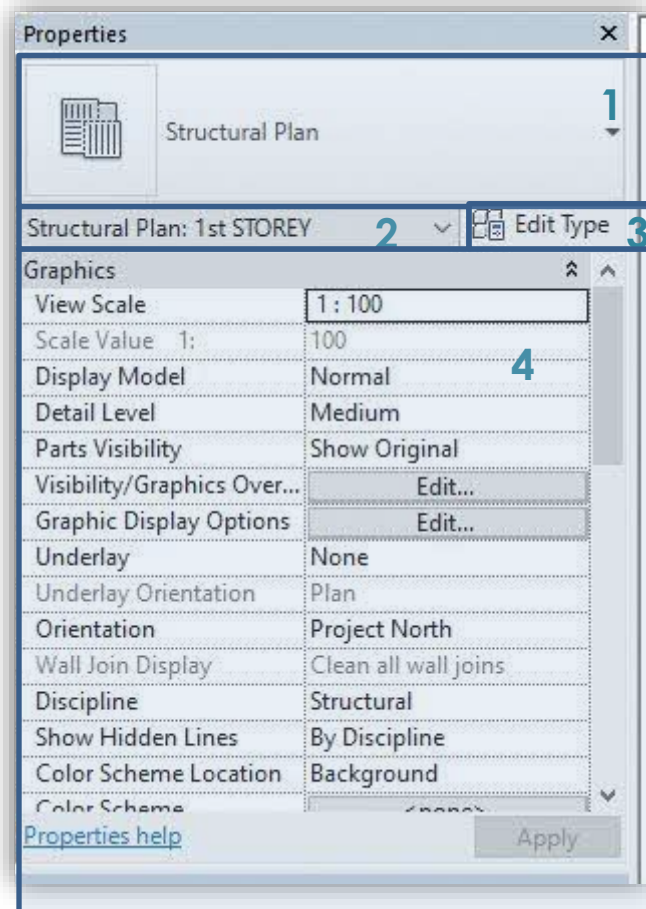 Properties
1
Structural Plan
Structural Plan: 1st STOREY 2 Edit Type 3
Graphics
View Scale 1 : 100
Scale Value 1: 100
4
Display Model Normal
Detail Level Medium
Parts Visibility Show Original
Visibility/Graphics Over... Edit...
Graphic Display Options Edit...
Underlay None
Underlay Orientation Plan
Orientation Project North
Wall Join Display Clean all wall joins
Discipline Structural
Show Hidden Lines By Discipline
Color Scheme Location Background
Color Scheme <none>
Properties help Apply